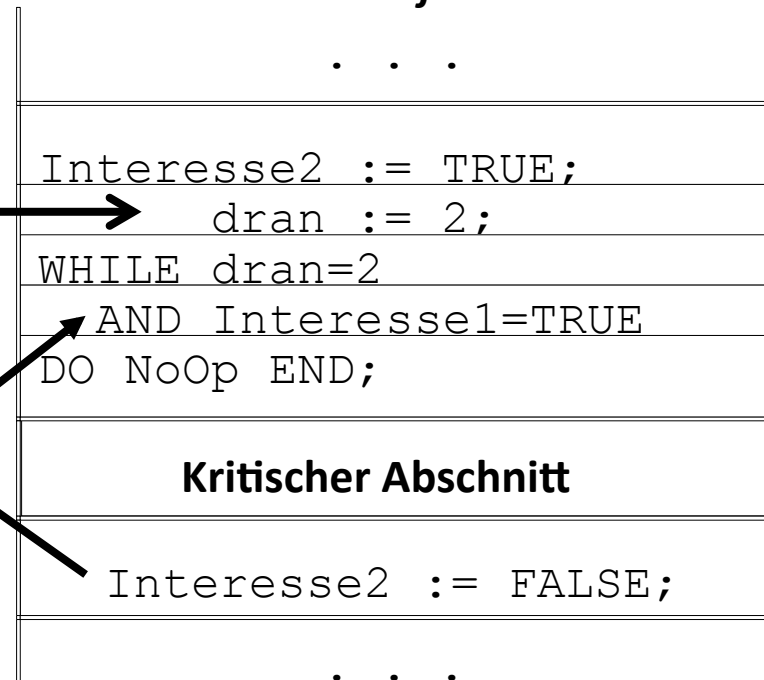 . . .
Interesse2 := TRUE;
dran := 2;
WHILE dran=2
AND Interesse1=TRUE
DO NoOp END;
Kritischer Abschnitt
Interesse2 := FALSE;
. . .